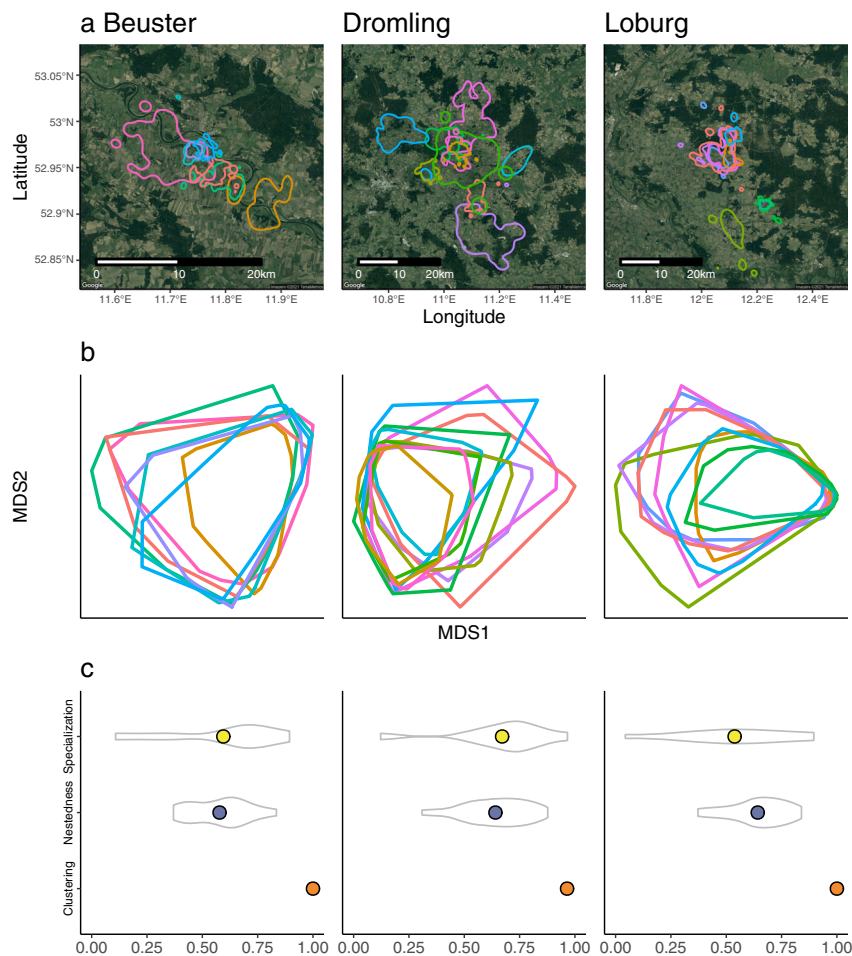 a Beuster
Dromling
Loburg
53.05°N
53°N
52.95°N
52.9°N
52.85°N
Latitude
0 10 20km
Google
0 10 20km
Google
0 10 20km
Google
11.6°E 11.7°E 11.8°E 11.9°E
10.8°E 11°E 11.2°E 11.4°E
11.8°E 12°E 12.2°E 12.4°E
Longitude
b
MDS2
MDS1
c
Specialization
Nestedness
Clustering
0.00 0.25 0.50 0.75 1.00
0.00 0.25 0.50 0.75 1.00
0.00 0.25 0.50 0.75 1.00